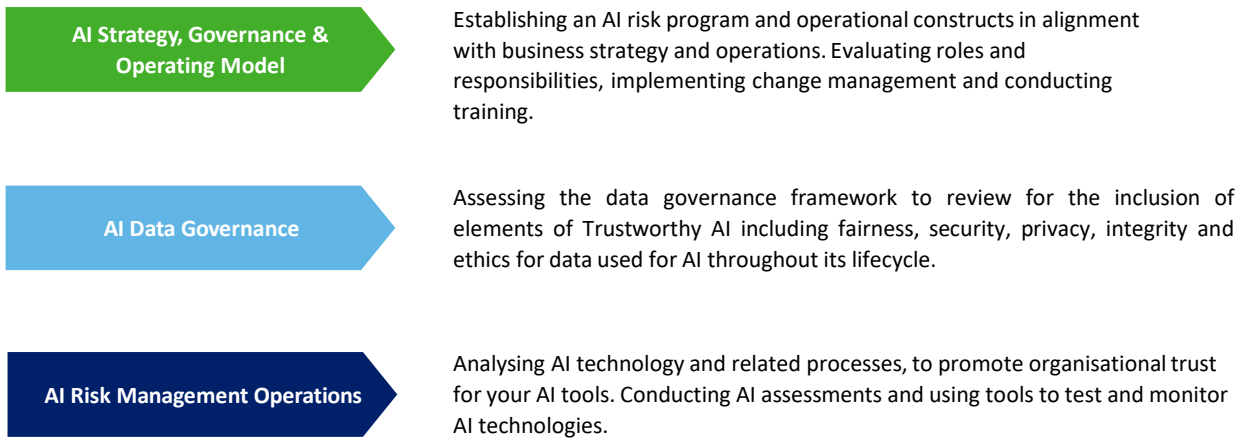 AI Strategy, Governance &
Operating Model
Establishing an AI risk program and operational constructs in alignment
with business strategy and operations. Evaluating roles and
responsibilities, implementing change management and conducting
training.
AI Data Governance
Assessing the data governance framework to review for the inclusion of
elements of Trustworthy AI including fairness, security, privacy, integrity and
ethics for data used for AI throughout its lifecycle.
AI Risk Management Operations
Analysing AI technology and related processes, to promote organisational trust
for your AI tools. Conducting AI assessments and using tools to test and monitor
AI technologies.